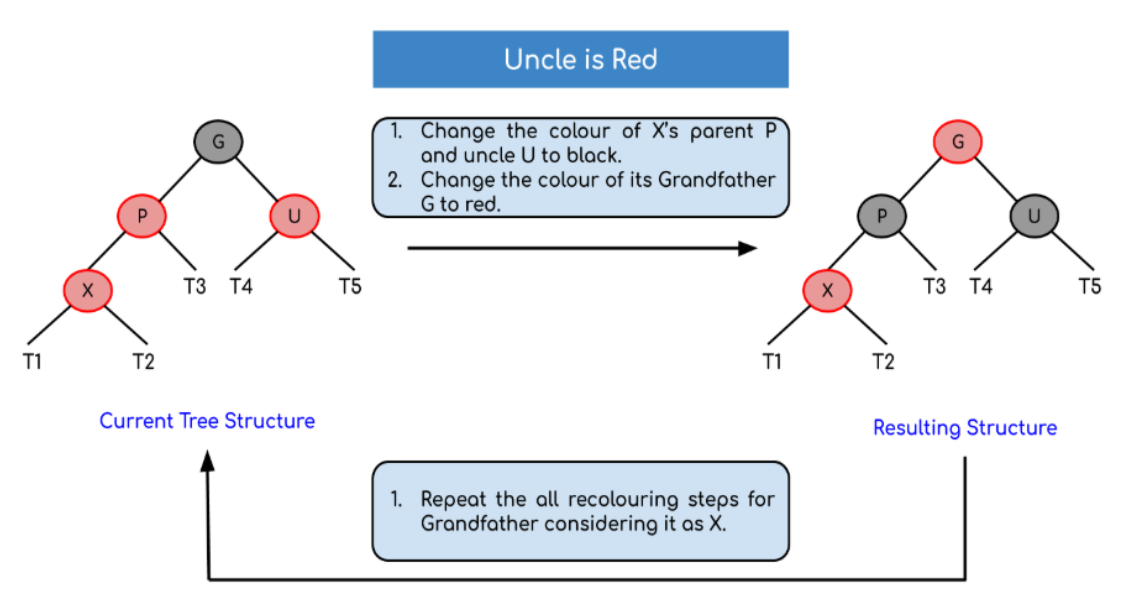 Uncle is Red
1. Change the colour of X's parent P
and uncle U to black.
2. Change the colour of its Grandfather
G to red.
G
P
U
X
T3
T4
T5
T1
T2
Current Tree Structure
G
P
U
X
T3
T4
T5
T1
T2
Resulting Structure
1. Repeat the all recolouring steps for
Grandfather considering it as X.